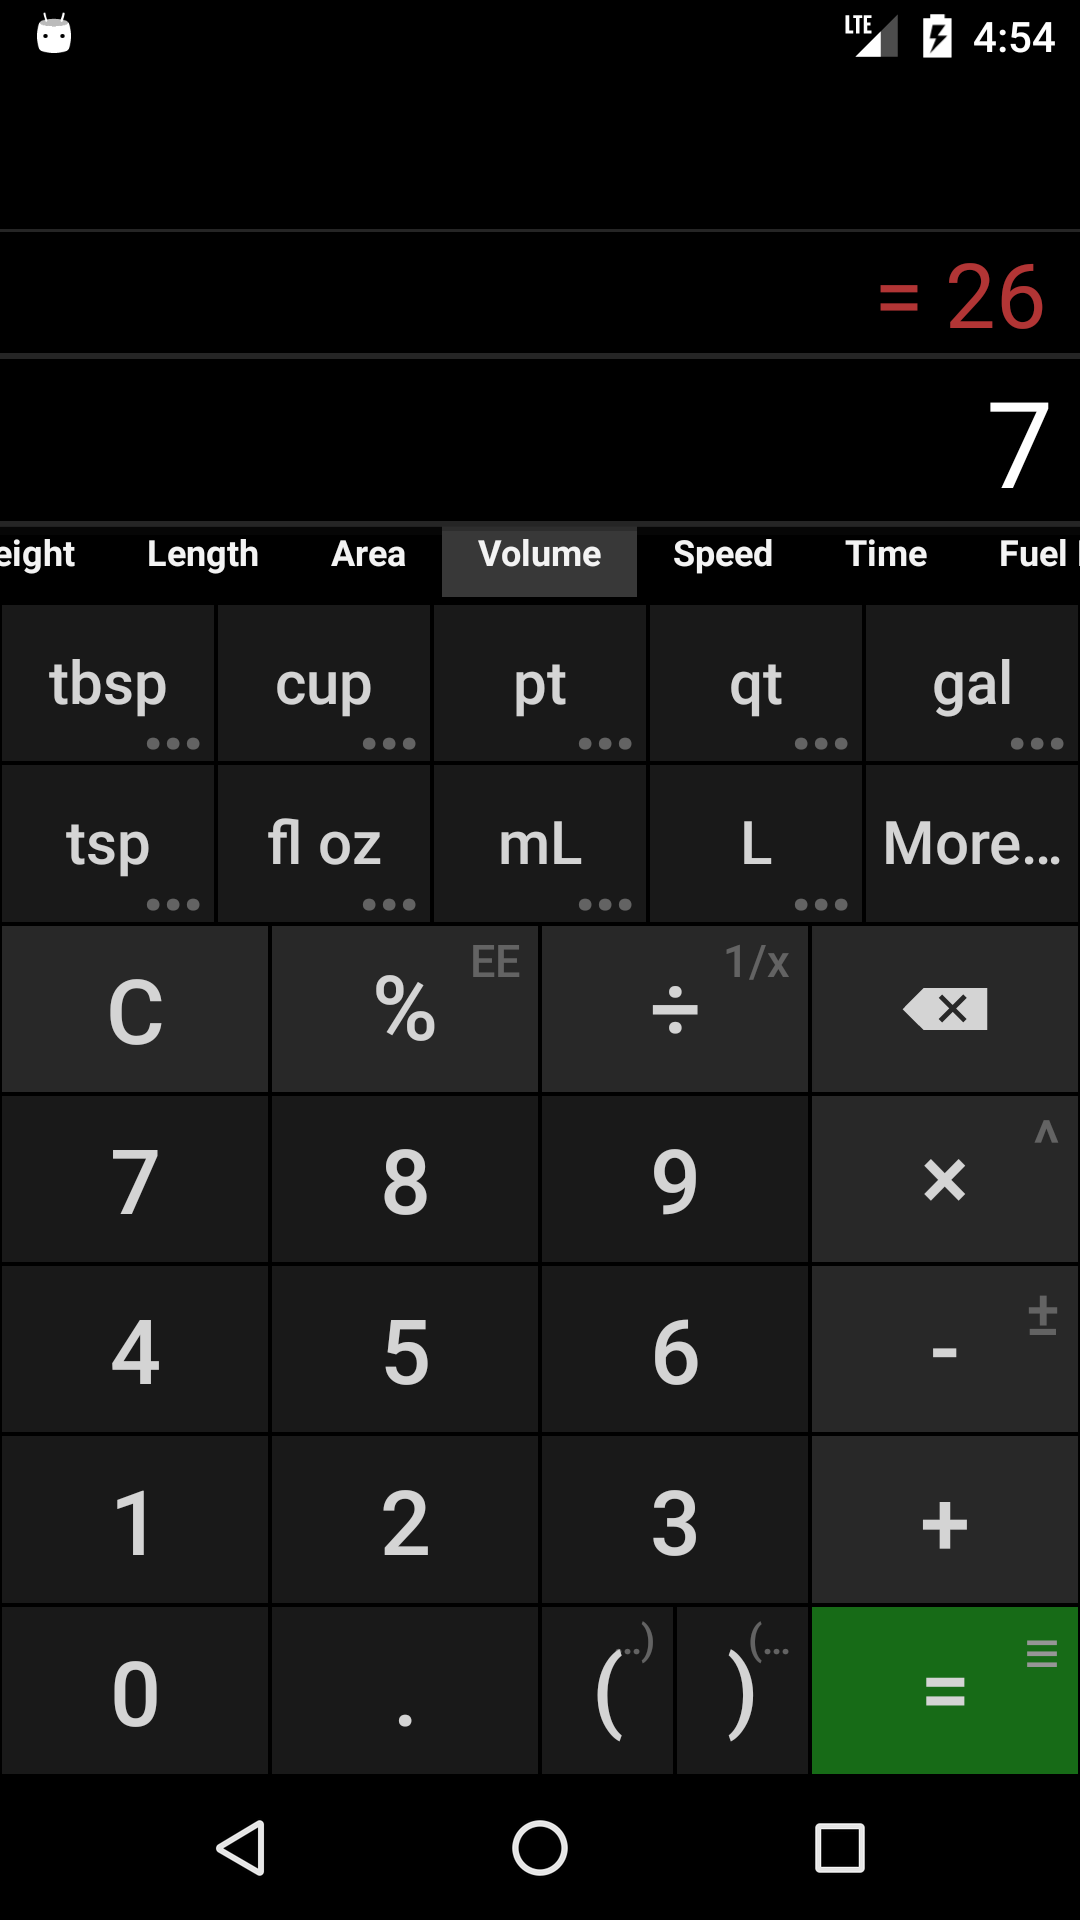 LTE 4:54
= 26
7
eight Length Area Volume Speed Time Fuel
tbsp cup pt qt gal
... ... ... ... ...
tsp fl oz mL L More...
... ... ... ...
EE 1/x
C % ÷
^
7 8 9 ×
±
4 5 6 -
1 2 3 +
..) (... ≡
0 . ( ) =